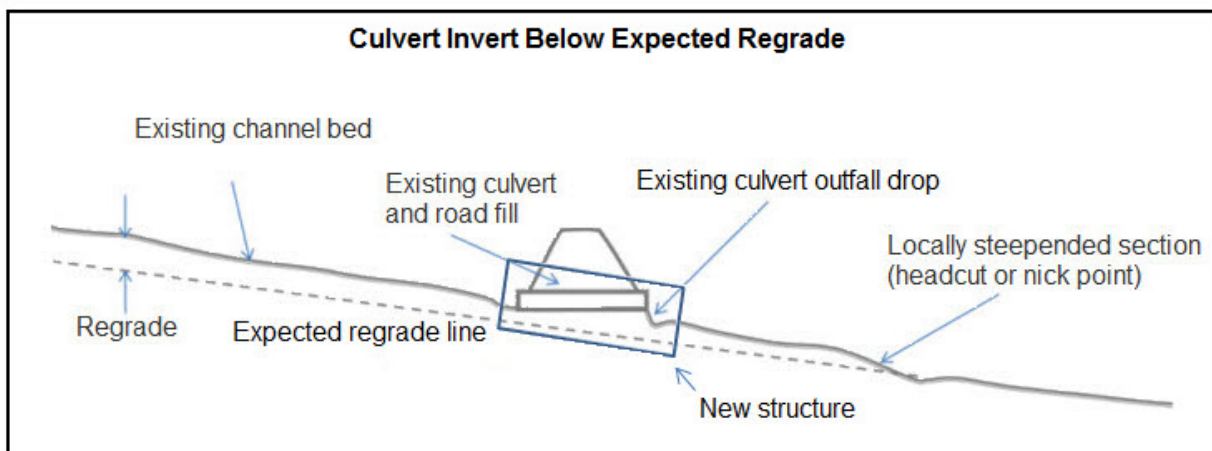 Culvert Invert Below Expected Regrade
Existing channel bed
Existing culvert
and road fill
Existing culvert outfall drop
Locally steepended section
(headcut or nick point)
Regrade
Expected regrade line
New structure